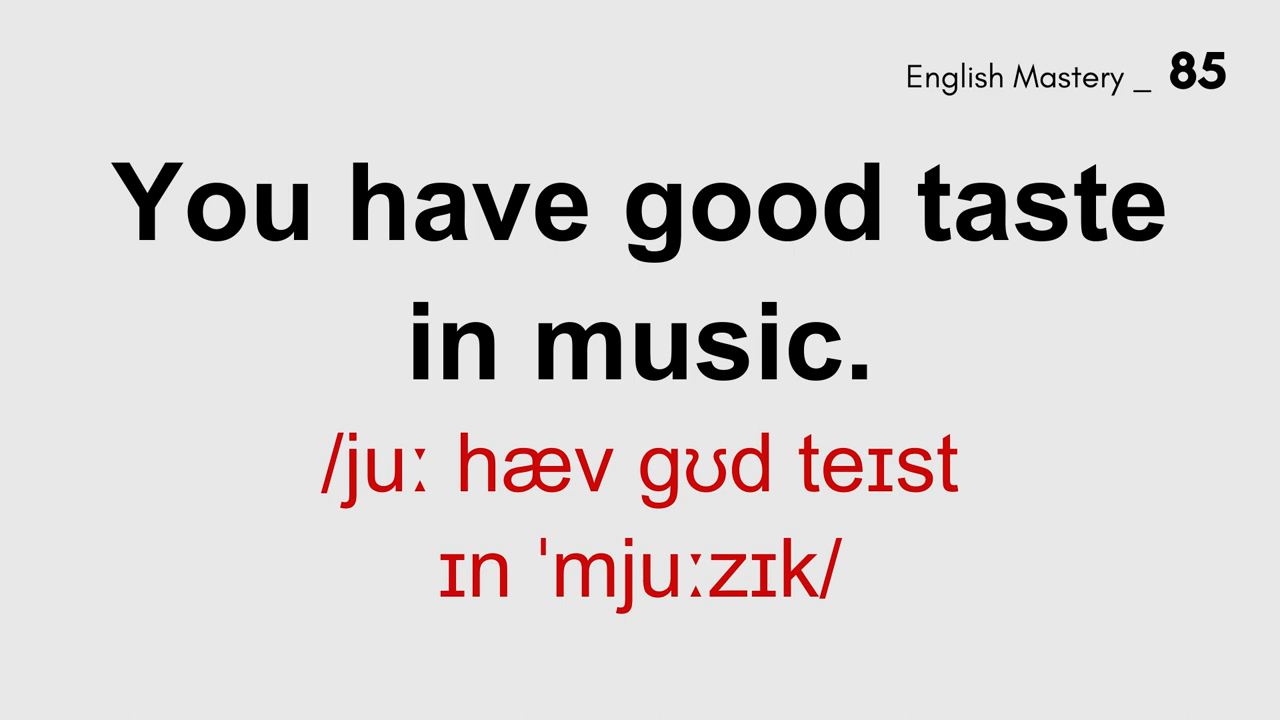 English Mastery _ 85
You have good taste
in music.
/juː hæv gʊd teɪst
ɪn ˈmjuːzɪk/